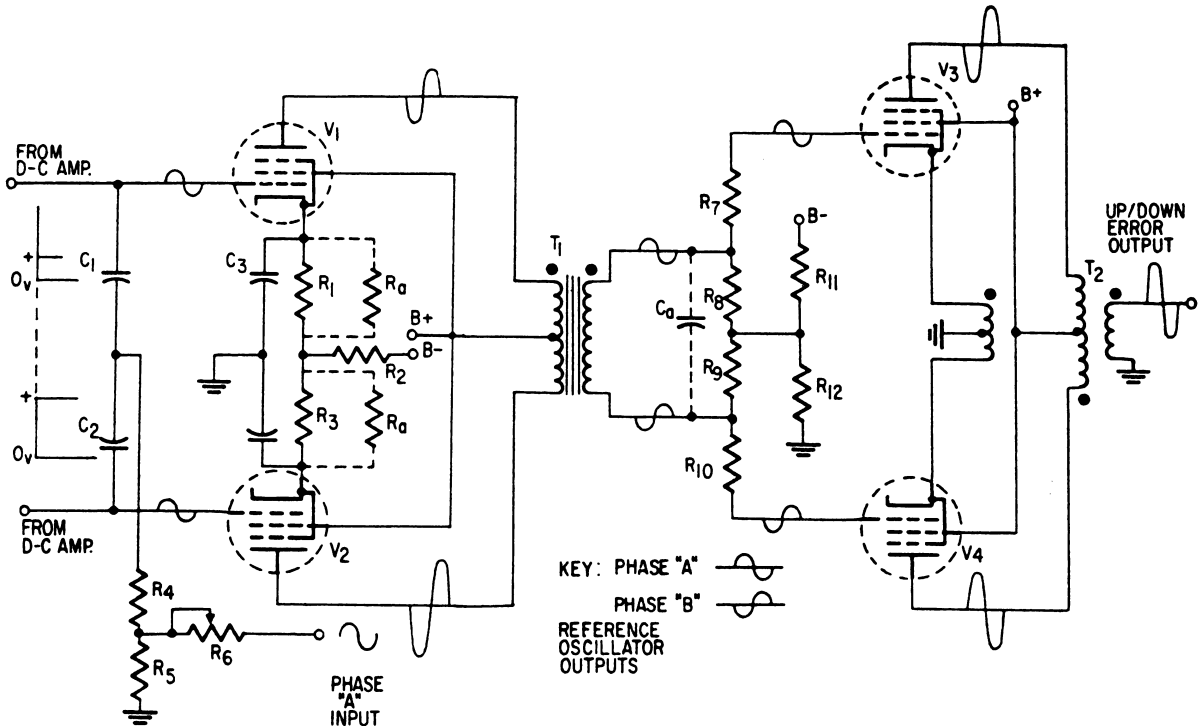 FROM
D-C AMP.
+
0v
+
0v
FROM
D-C AMP.
C1
C2
C3
V1
V2
R1
Ra
R2
R3
Ra
B+
B-
R4
R5
R6
PHASE
"A"
INPUT
T1
Ca
R7
R8
R9
R10
R11
R12
B-
V3
V4
B+
T2
UP/DOWN
ERROR
OUTPUT
KEY: PHASE "A"
PHASE "B"
REFERENCE
OSCILLATOR
OUTPUTS